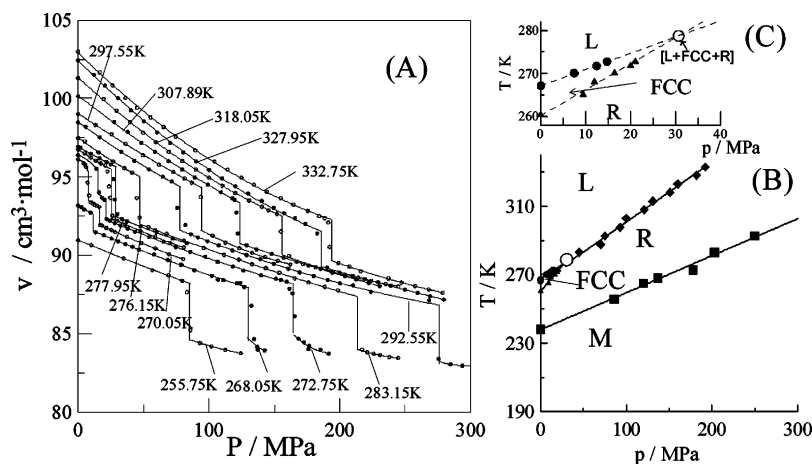 105
100
95
90
85
80
v / cm³·mol⁻¹
0
100
200
300
P / MPa
(A)
297.55K
307.89K
318.05K
327.95K
332.75K
277.95K
276.15K
270.05K
292.55K
255.75K
268.05K
272.75K
283.15K
(C)
T / K
280
270
260
L
[L+FCC+R]
FCC
R
0
10
20
30
40
p / MPa
(B)
T / K
310
270
230
190
L
R
FCC
M
0
100
200
300
p / MPa